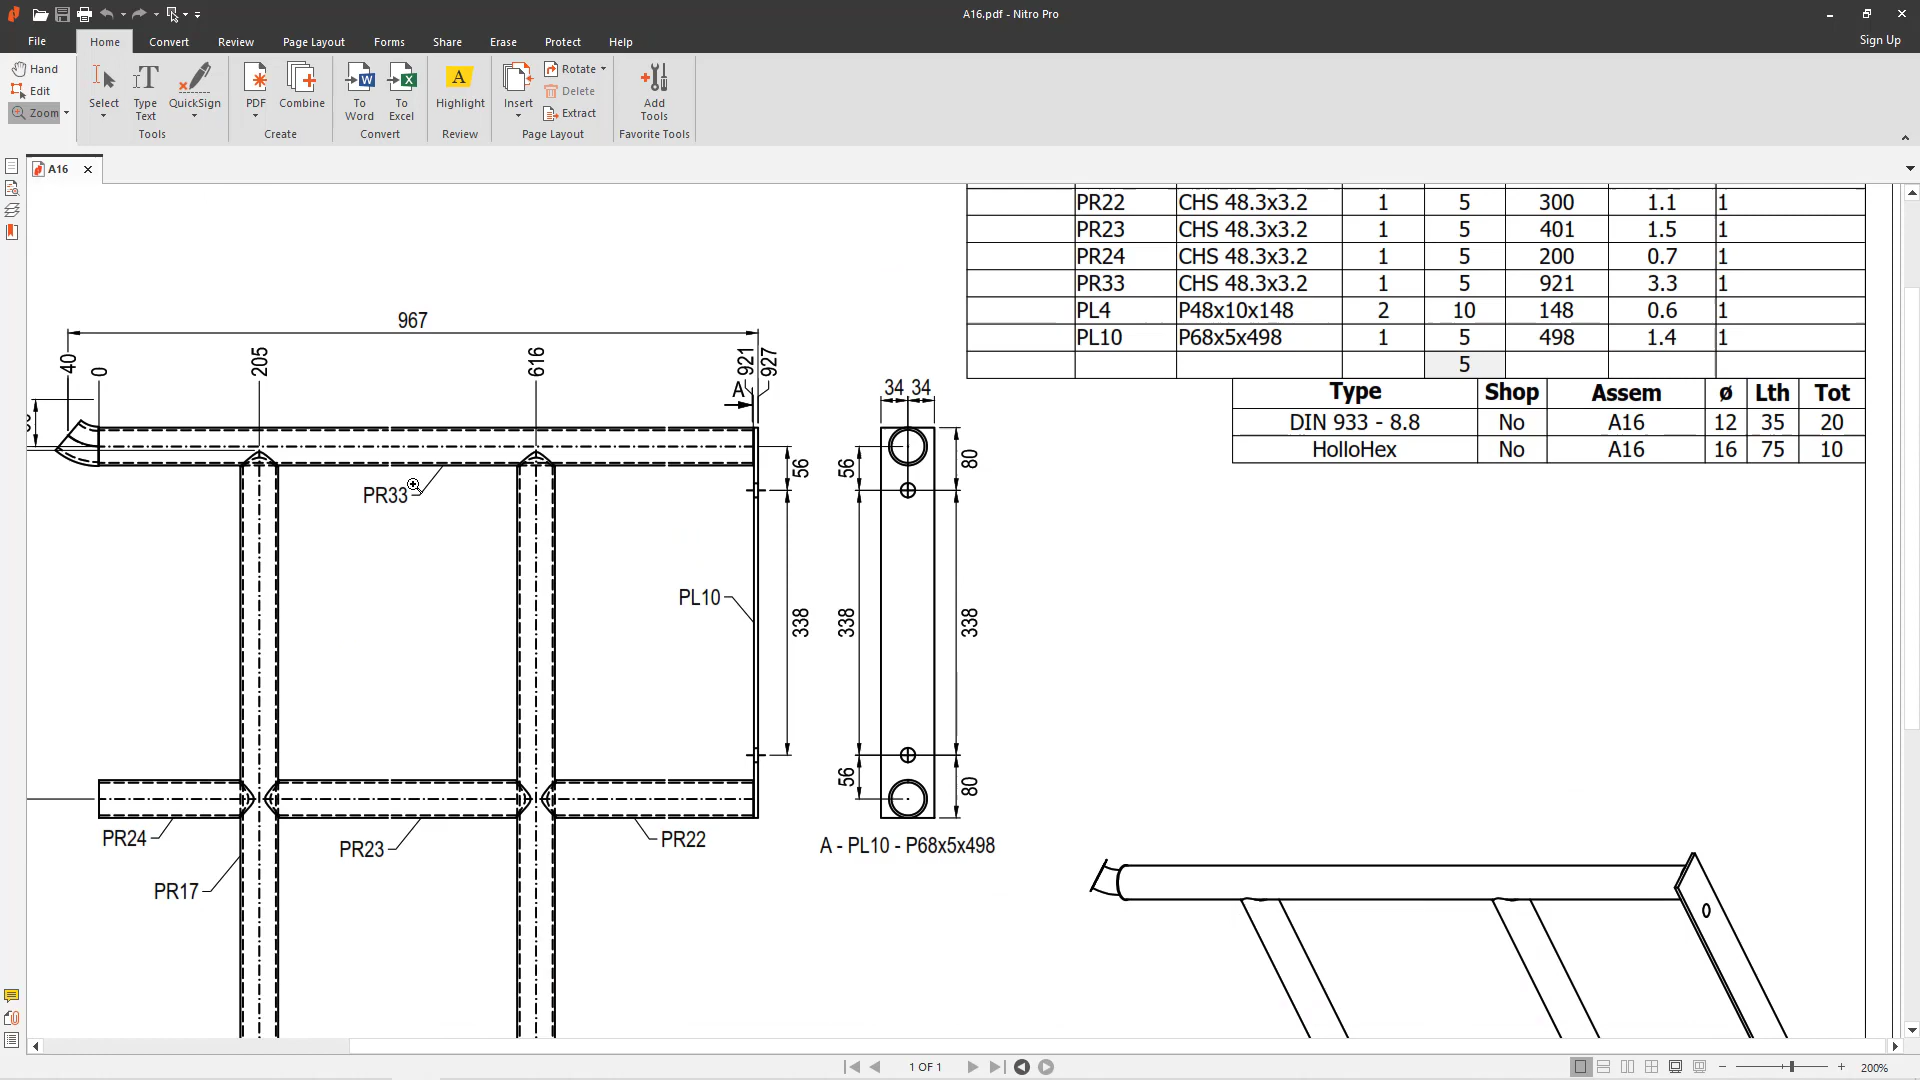 A16.pdf - Nitro Pro
File
Home
Convert
Review
Page Layout
Forms
Share
Erase
Protect
Help
Sign Up
Hand
Edit
Zoom
Select
Type Text
QuickSign
Tools
PDF
Combine
Create
To Word
To Excel
Convert
Highlight
Review
Insert
Rotate
Delete
Extract
Page Layout
Add Tools
Favorite Tools
A16
PR22 CHS 48.3x3.2 1 5 300 1.1 1
PR23 CHS 48.3x3.2 1 5 401 1.5 1
PR24 CHS 48.3x3.2 1 5 200 0.7 1
PR33 CHS 48.3x3.2 1 5 921 3.3 1
PL4 P48x10x148 2 10 148 0.6 1
PL10 P68x5x498 1 5 498 1.4 1
5
Type Shop Assem ø Lth Tot
DIN 933 - 8.8 No A16 12 35 20
HolloHex No A16 16 75 10
967
40
0
205
616
921
927
A
34 34
PR33
56
56
80
PL10
338
338
338
56
80
PR24
PR23
PR22
PR17
A - PL10 - P68x5x498
1 OF 1
200%